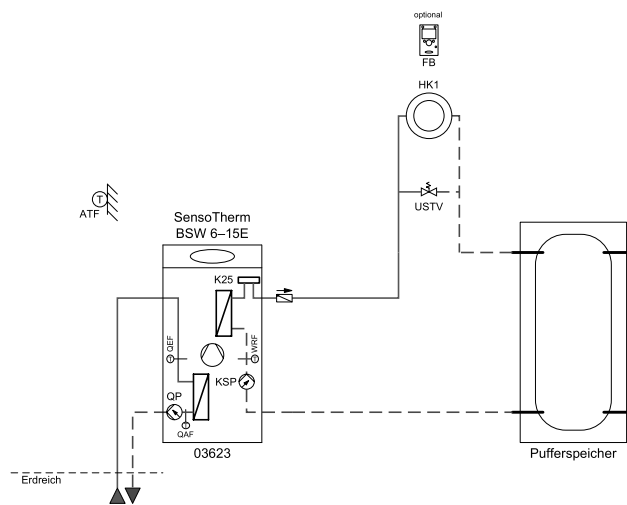 optional
FB
HK1
T
ATF
USTV
SensoTherm
BSW 6–15E
K25
QEF
T
WRF
T
KSP
QP
QAF
T
03623
Pufferspeicher
Erdreich